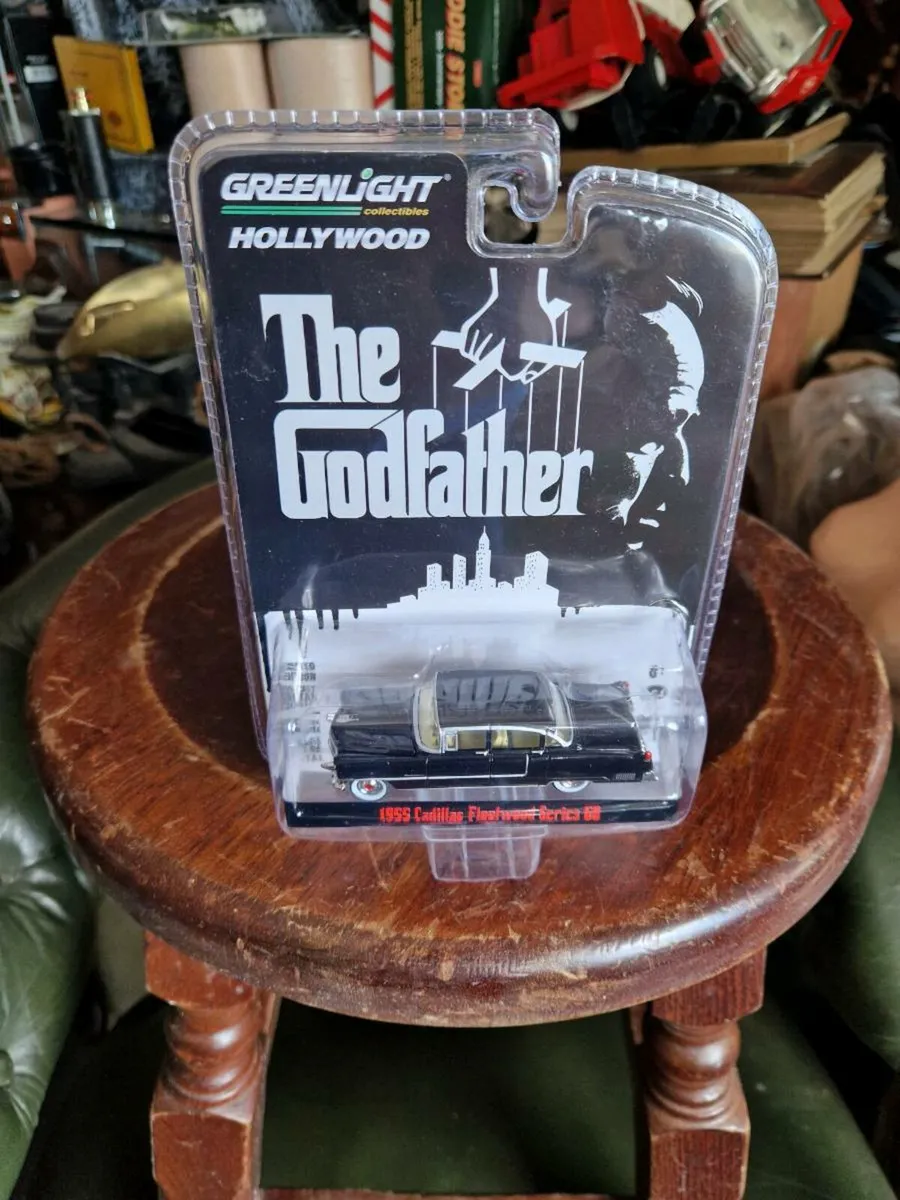 GREENLiGHT®
collectibles
HOLLYWOOD
The
Godfather
1955 Cadillac Fleetwood Series 60